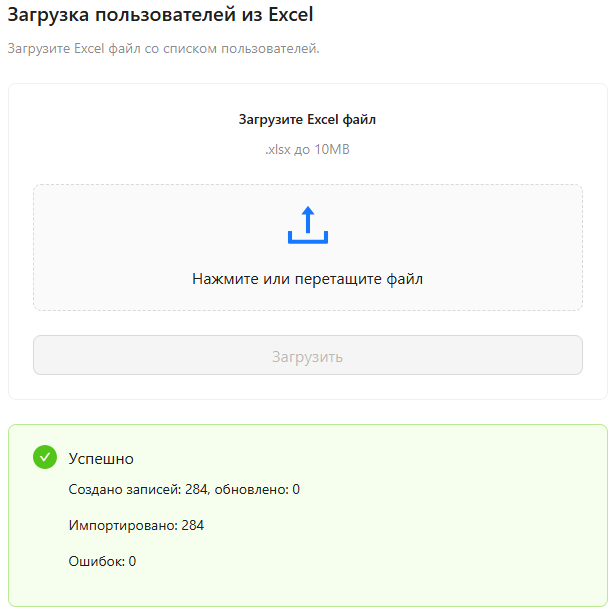 Загрузка пользователей из Excel
Загрузите Excel файл со списком пользователей.
Загрузите Excel файл
.xlsx до 10MB
Нажмите или перетащите файл
Загрузить
Успешно
Создано записей: 284, обновлено: 0
Импортировано: 284
Ошибок: 0